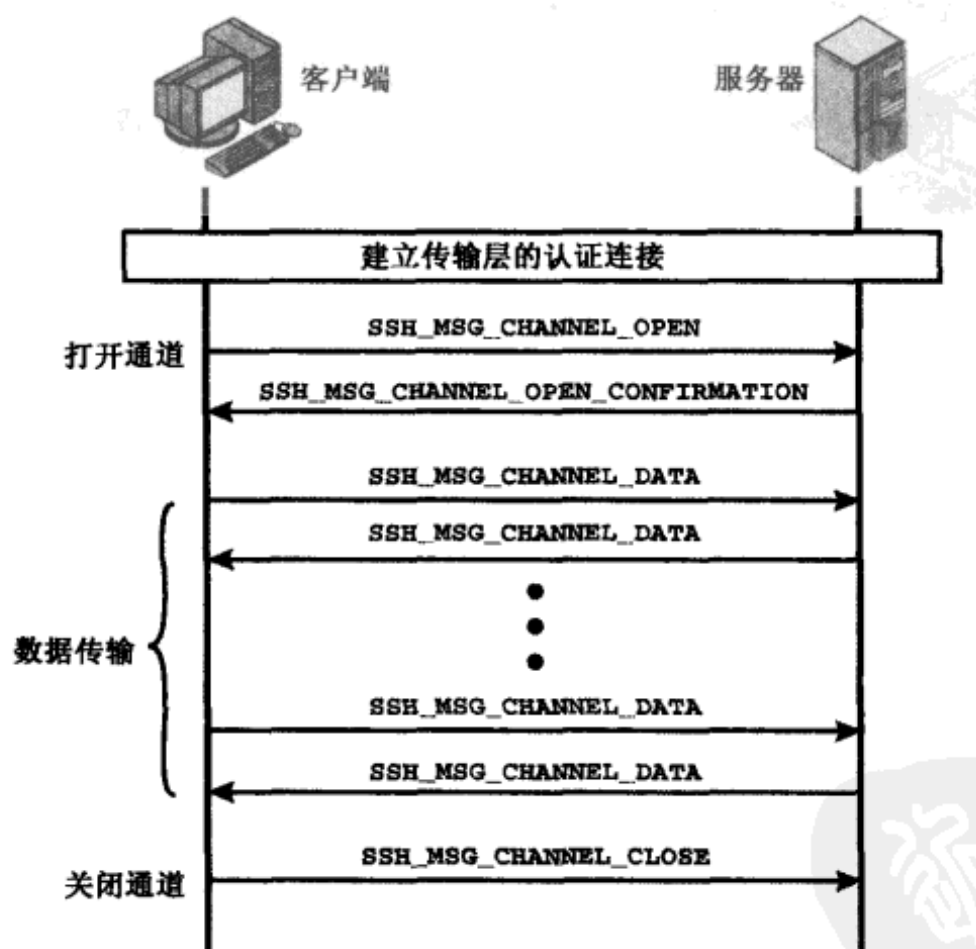 客户端
服务器
建立传输层的认证连接
SSH_MSG_CHANNEL_OPEN
打开通道
SSH_MSG_CHANNEL_OPEN_CONFIRMATION
SSH_MSG_CHANNEL_DATA
SSH_MSG_CHANNEL_DATA
数据传输
SSH_MSG_CHANNEL_DATA
SSH_MSG_CHANNEL_DATA
SSH_MSG_CHANNEL_CLOSE
关闭通道